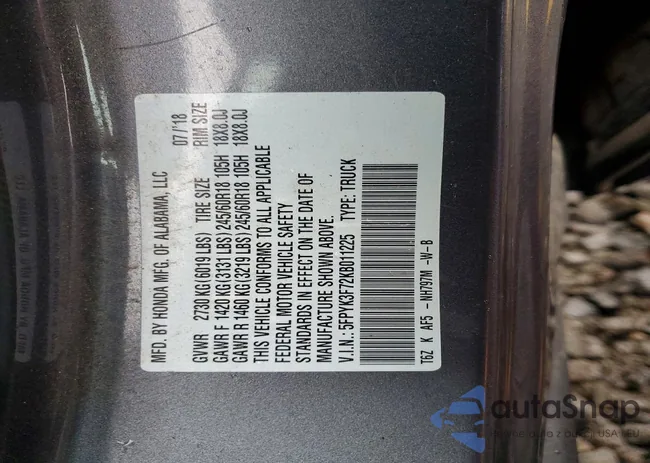 MFD. BY HONDA MFG. OF ALABAMA, LLC 07/18
GVWR 2730 KG (6019 LBS) TIRE SIZE RIM SIZE
GAWR F 1420 KG (3131 LBS) 245/60R18 105H 18X8.0J
GAWR R 1460 KG (3219 LBS) 245/60R18 105H 18X8.0J
THIS VEHICLE CONFORMS TO ALL APPLICABLE
FEDERAL MOTOR VEHICLE SAFETY
STANDARDS IN EFFECT ON THE DATE OF
MANUFACTURE SHOWN ABOVE.
V.I.N.: 5FPYK3F72KB011225 TYPE: TRUCK
T6Z K AF5 -NH797M -W-B
autoSnap
USA i EU